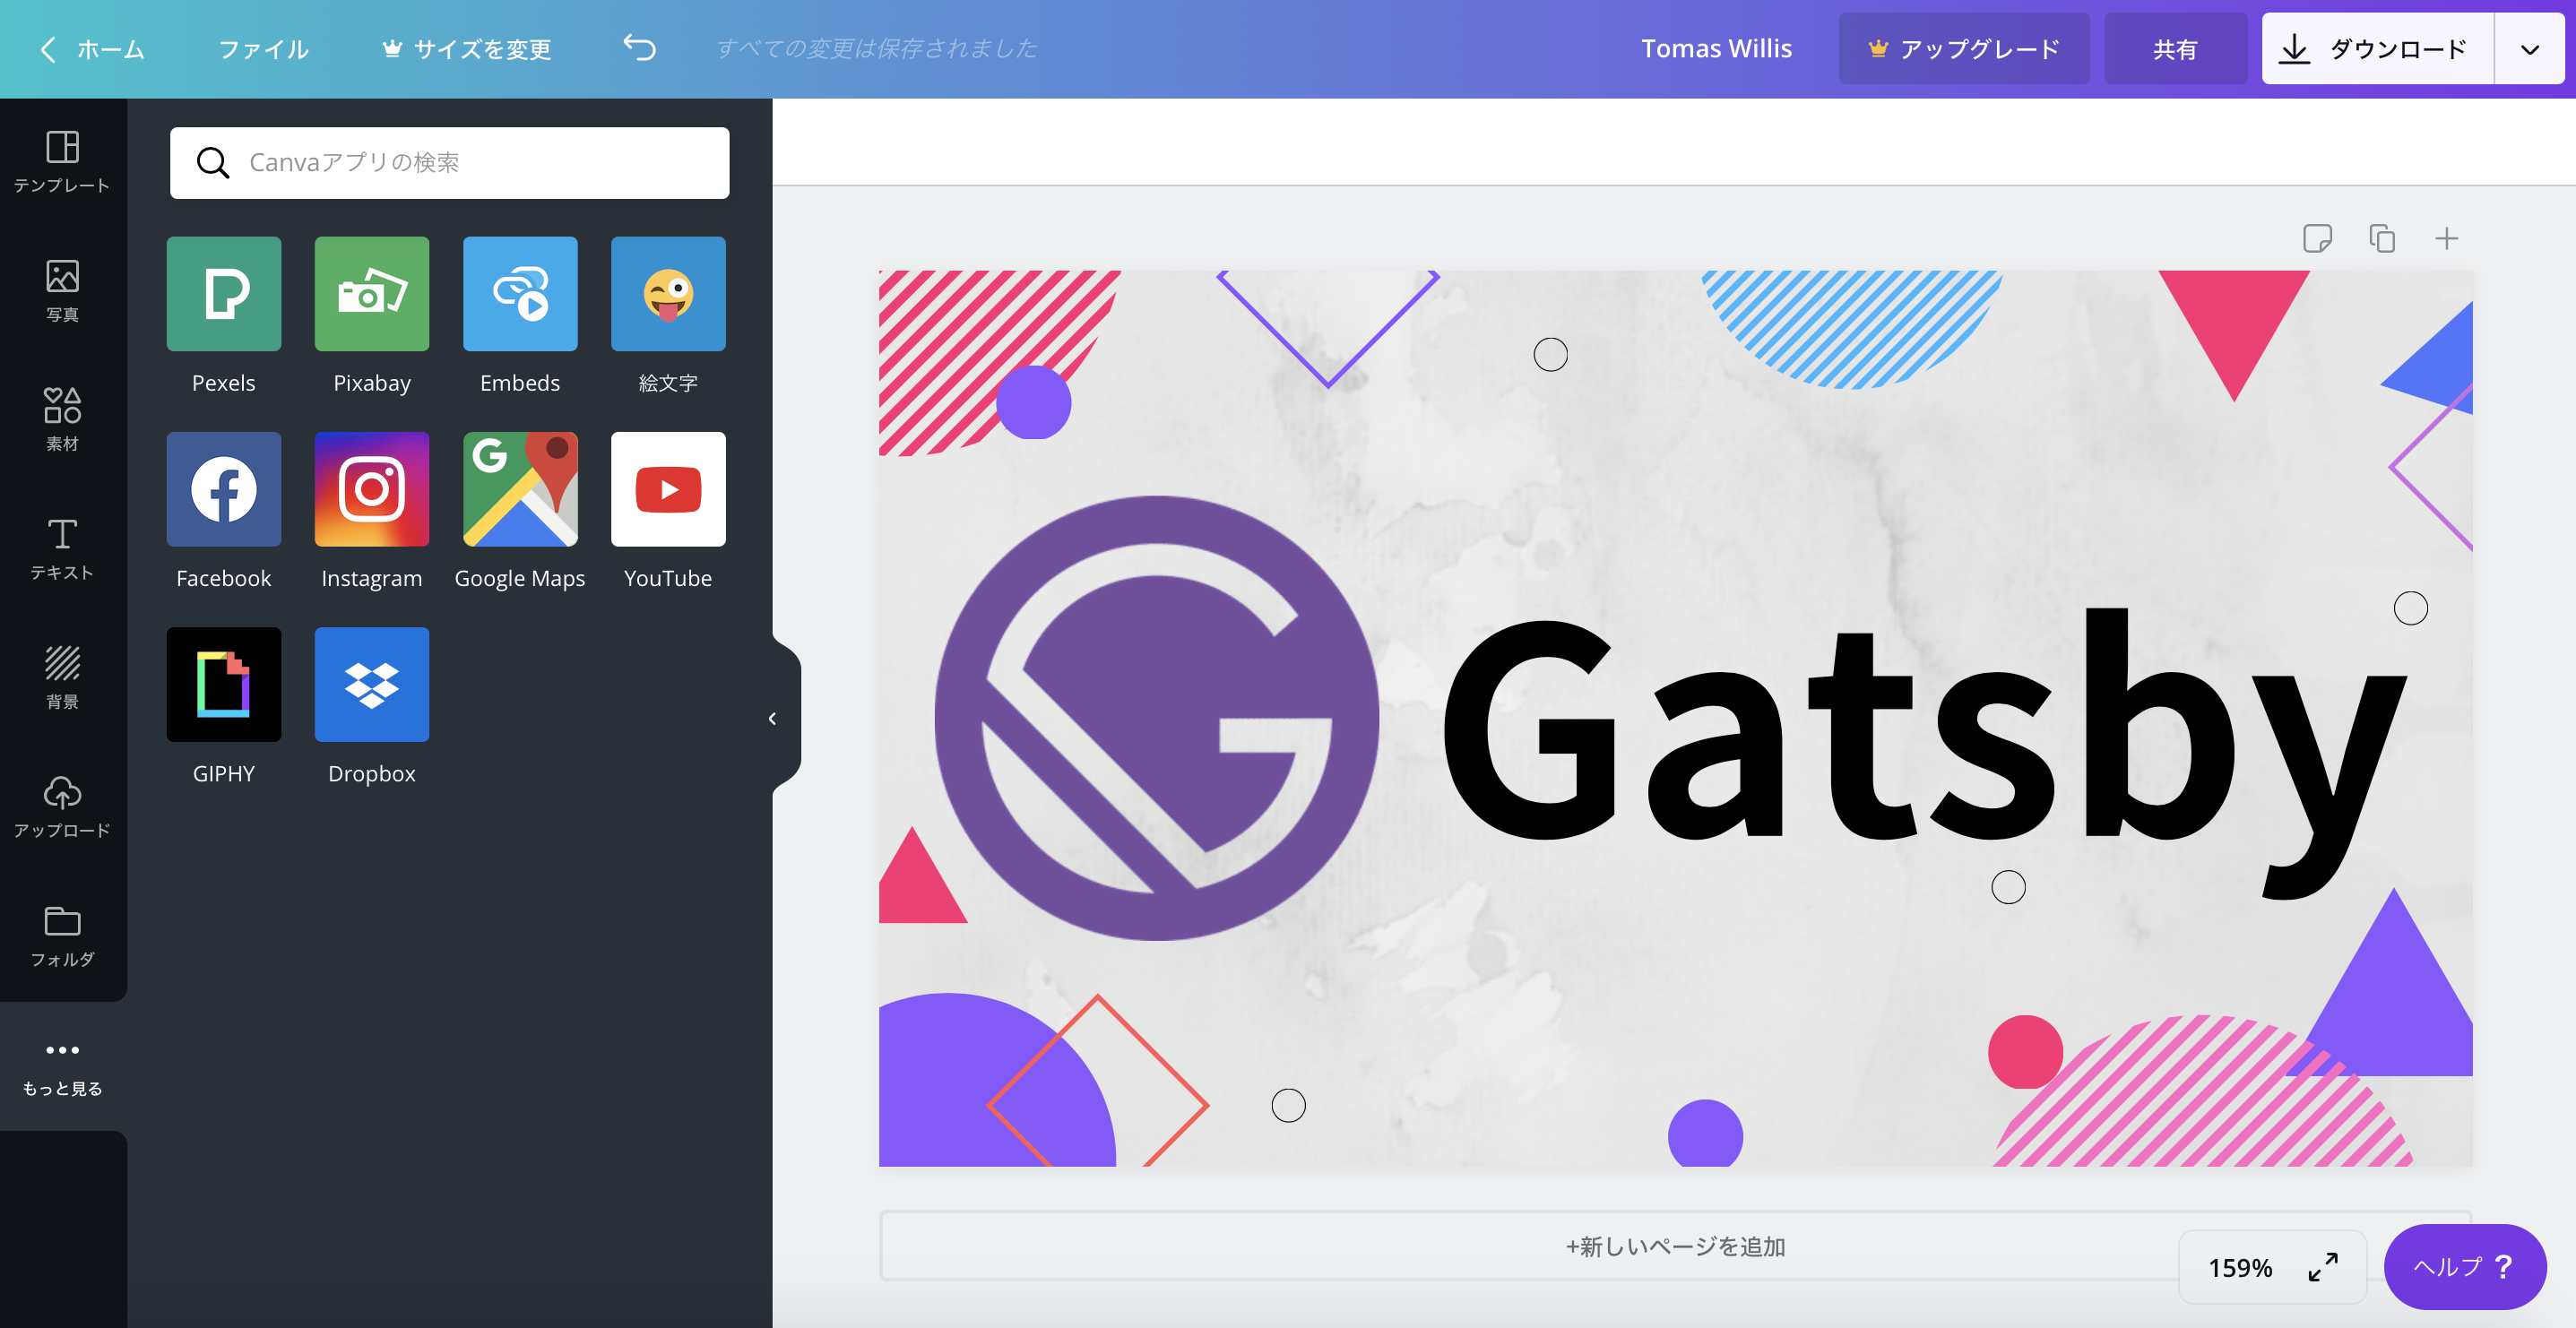 ホーム
ファイル
サイズを変更
すべての変更は保存されました
Tomas Willis
アップグレード
共有
ダウンロード
テンプレート
写真
素材
テキスト
背景
アップロード
フォルダ
もっと見る
Canvaアプリの検索
Pexels
Pixabay
Embeds
絵文字
Facebook
Instagram
Google Maps
YouTube
GIPHY
Dropbox
Gatsby
+新しいページを追加
159%
ヘルプ ?